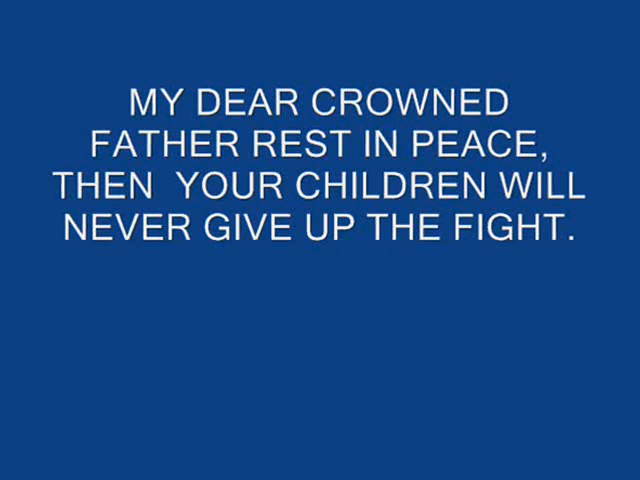 MY DEAR CROWNED
FATHER REST IN PEACE,
THEN  YOUR CHILDREN WILL
NEVER GIVE UP THE FIGHT.